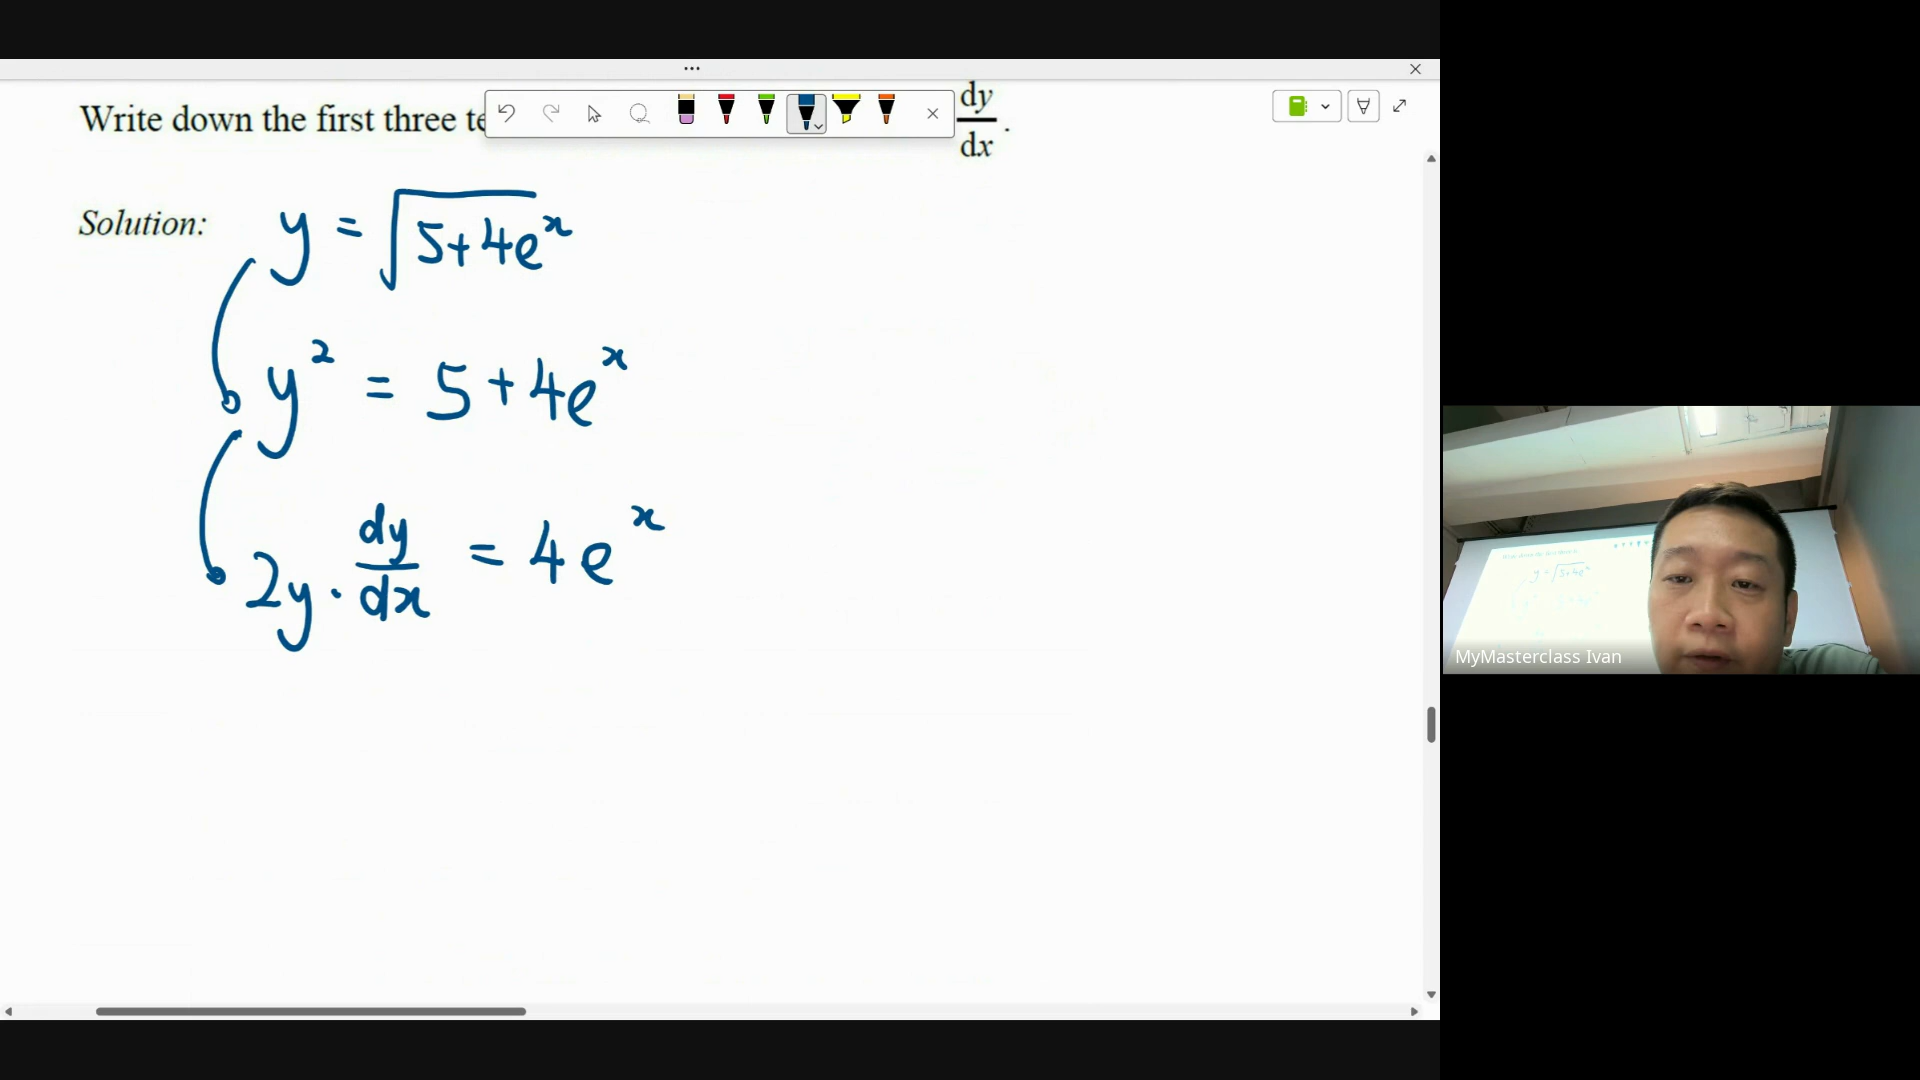 Write down the first three te
dy
dx
.
Solution: y = √5+4e^x
y^2 = 5+4e^x
2y · dy/dx = 4e^x
MyMasterclass Ivan